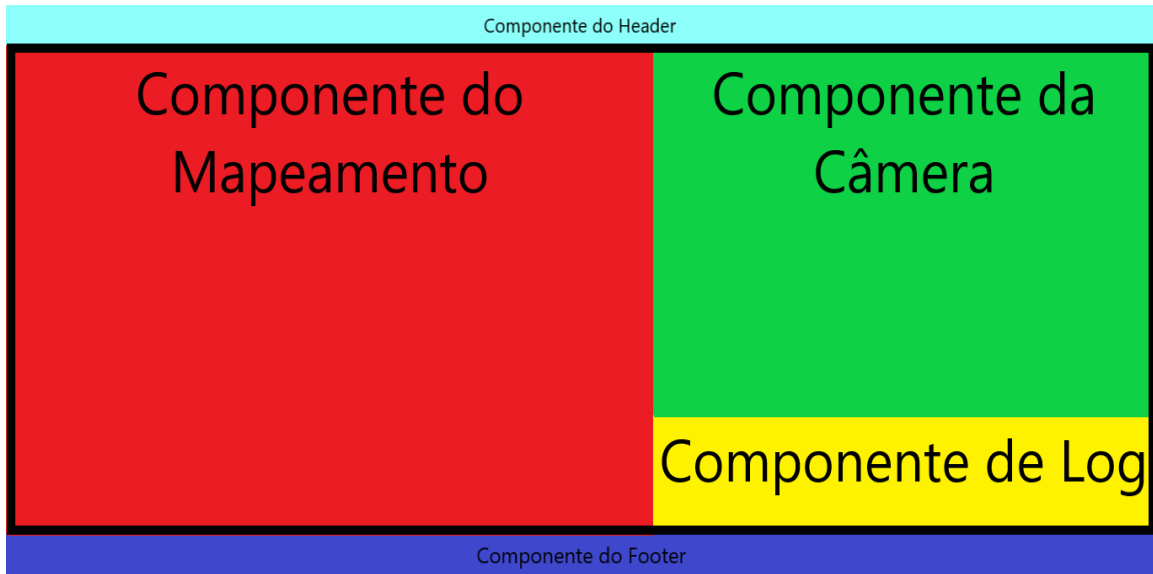 Componente do Header
Componente do
Mapeamento
Componente da
Câmera
Componente de Log
Componente do Footer